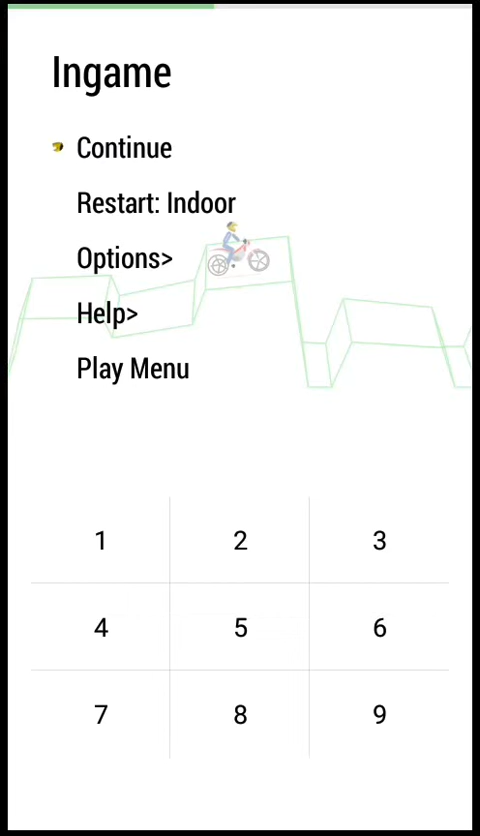 Ingame
Continue
Restart: Indoor
Options>
Help>
Play Menu
1 2 3
4 5 6
7 8 9